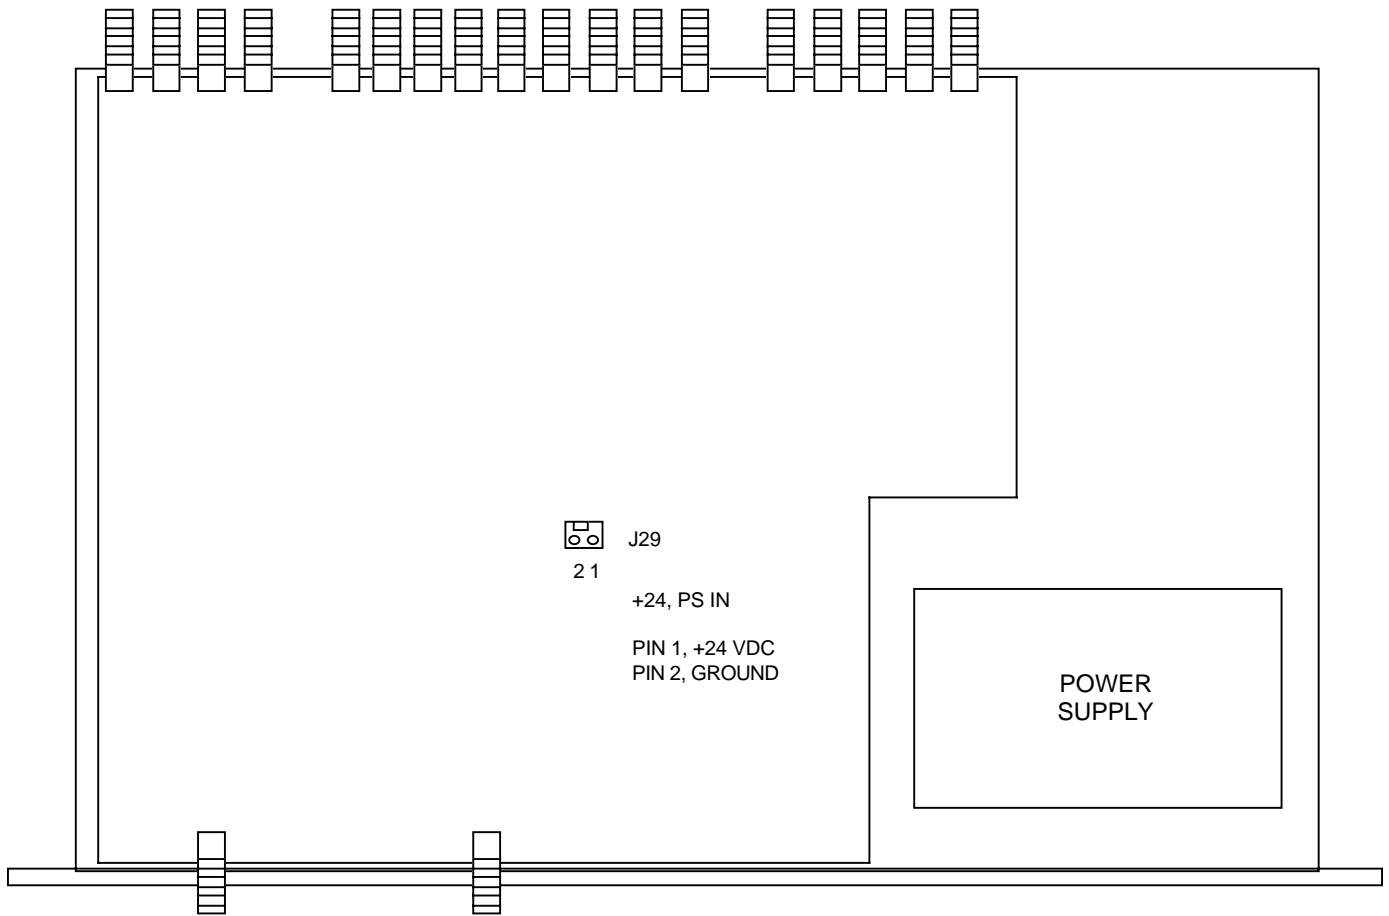 J29
2 1
+24, PS IN
PIN 1, +24 VDC
PIN 2, GROUND
POWER
SUPPLY